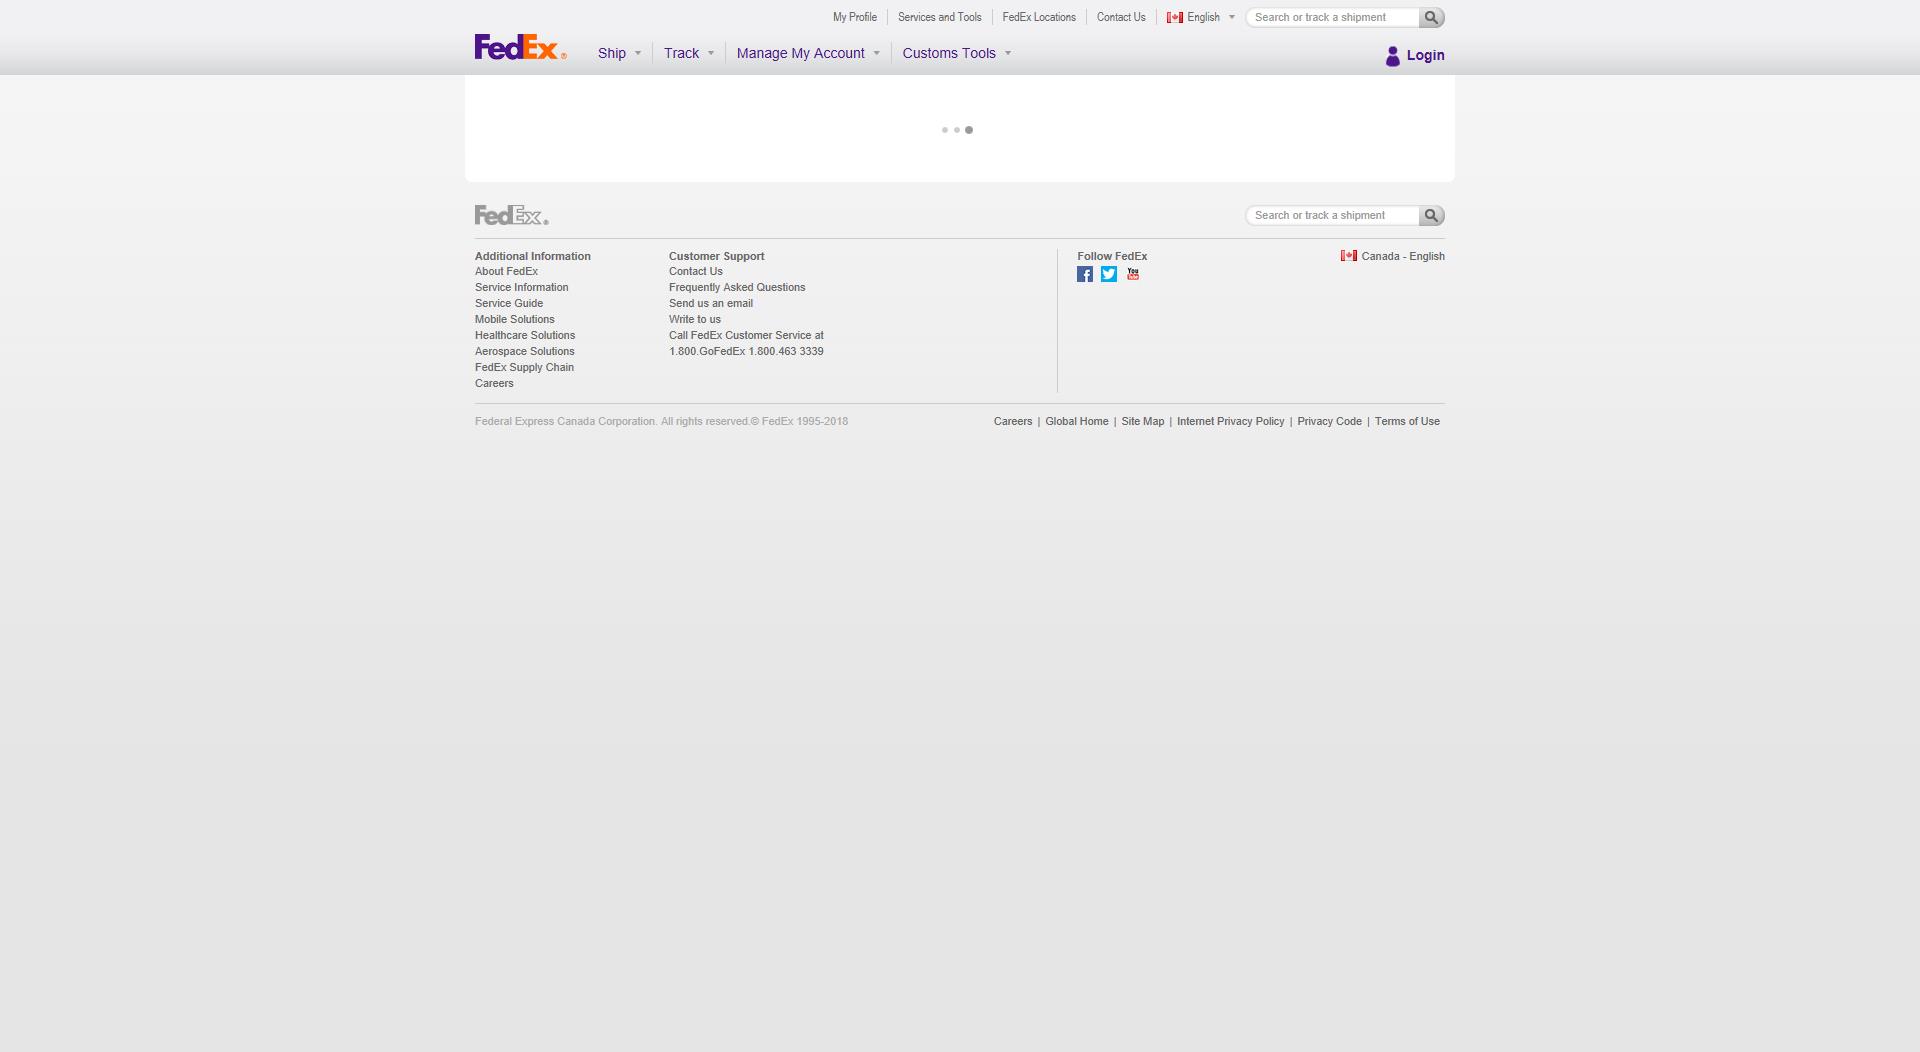 My Profile
Services and Tools
FedEx Locations
Contact Us
English
Search or track a shipment
FedEx®
Ship
Track
Manage My Account
Customs Tools
Login
FedEx®
Search or track a shipment
Additional Information
About FedEx
Service Information
Service Guide
Mobile Solutions
Healthcare Solutions
Aerospace Solutions
FedEx Supply Chain
Careers
Customer Support
Contact Us
Frequently Asked Questions
Send us an email
Write to us
Call FedEx Customer Service at
1.800.GoFedEx 1.800.463 3339
Follow FedEx
f
You
Tube
Canada - English
Federal Express Canada Corporation. All rights reserved.© FedEx 1995-2018
Careers | Global Home | Site Map | Internet Privacy Policy | Privacy Code | Terms of Use